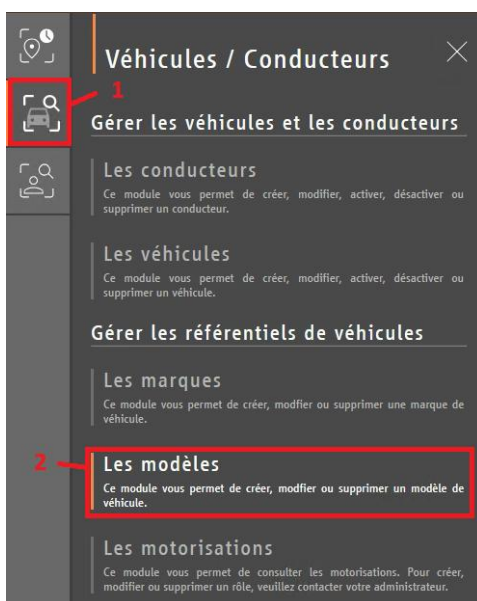 Véhicules / Conducteurs
1
Gérer les véhicules et les conducteurs
Les conducteurs
Ce module vous permet de créer, modifier, activer, désactiver ou
supprimer un conducteur.
Les véhicules
Ce module vous permet de créer, modifier, activer, désactiver ou
supprimer un véhicule.
Gérer les référentiels de véhicules
Les marques
Ce module vous permet de créer, modfier ou supprimer une marque de
véhicule.
2
Les modèles
Ce module vous permet de créer, modfier ou supprimer un modèle de
véhicule.
Les motorisations
Ce module vous permet de consulter les motorisations. Pour créer,
modifier ou supprimer un rôle, veuillez contacter votre administrateur.